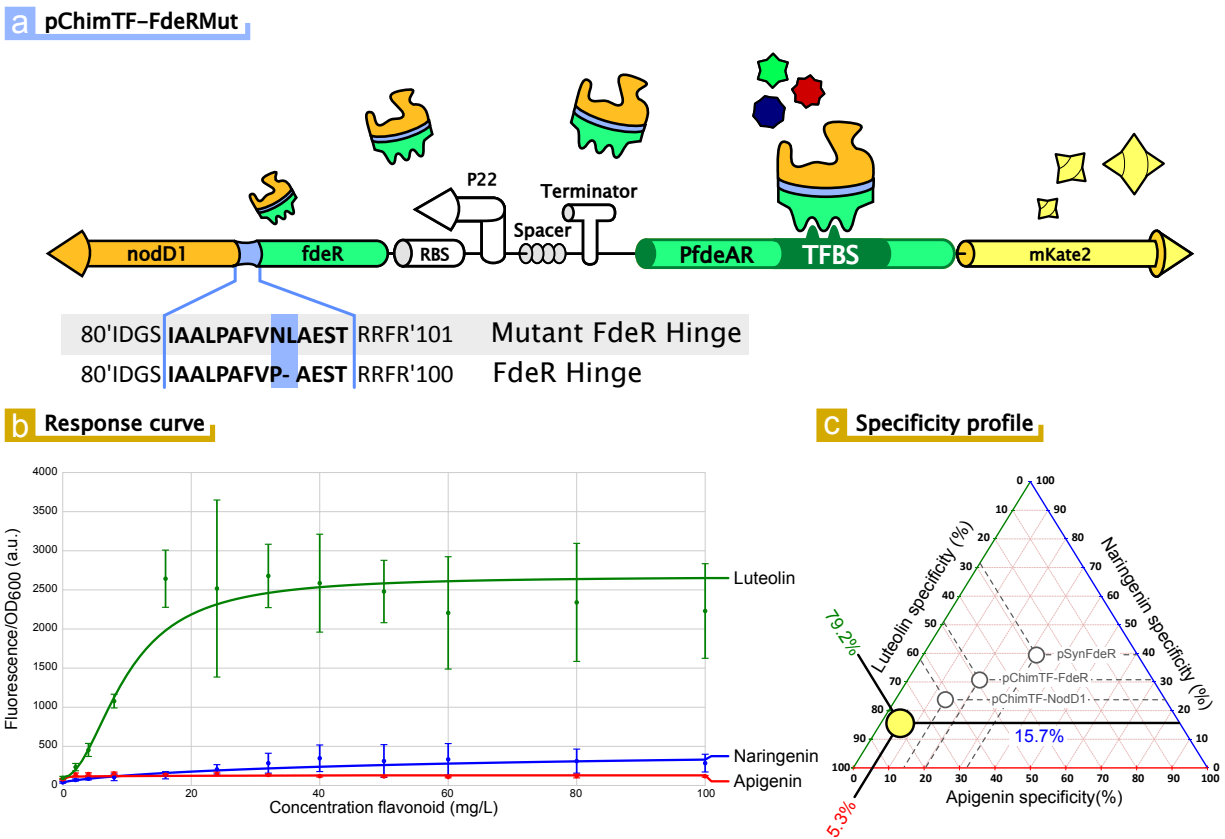 a pChimTF-FdeRMut
P22
Terminator
Spacer
nodD1
fdeR
RBS
PfdeAR
TFBS
mKate2
80'IDGS IAALPAFVNLAEST RRFR'101 Mutant FdeR Hinge
80'IDGS IAALPAFVP- AEST RRFR'100 FdeR Hinge
b Response curve
Fluorescence/OD600 (a.u.)
4000
3500
3000
2500
2000
1500
1000
500
0
0 20 40 60 80 100
Concentration flavonoid (mg/L)
Luteolin
Naringenin
Apigenin
c Specificity profile
Luteolin specificity (%)
0
10
20
30
40
50
60
70
80
90
100
Naringenin specificity (%)
100
90
80
70
60
50
40
30
20
10
0
pSynFdeR
pChimTF-FdeR
pChimTF-NodD1
79.2%
15.7%
5.3%
0 10 20 30 40 50 60 70 80 90 100
Apigenin specificity(%)